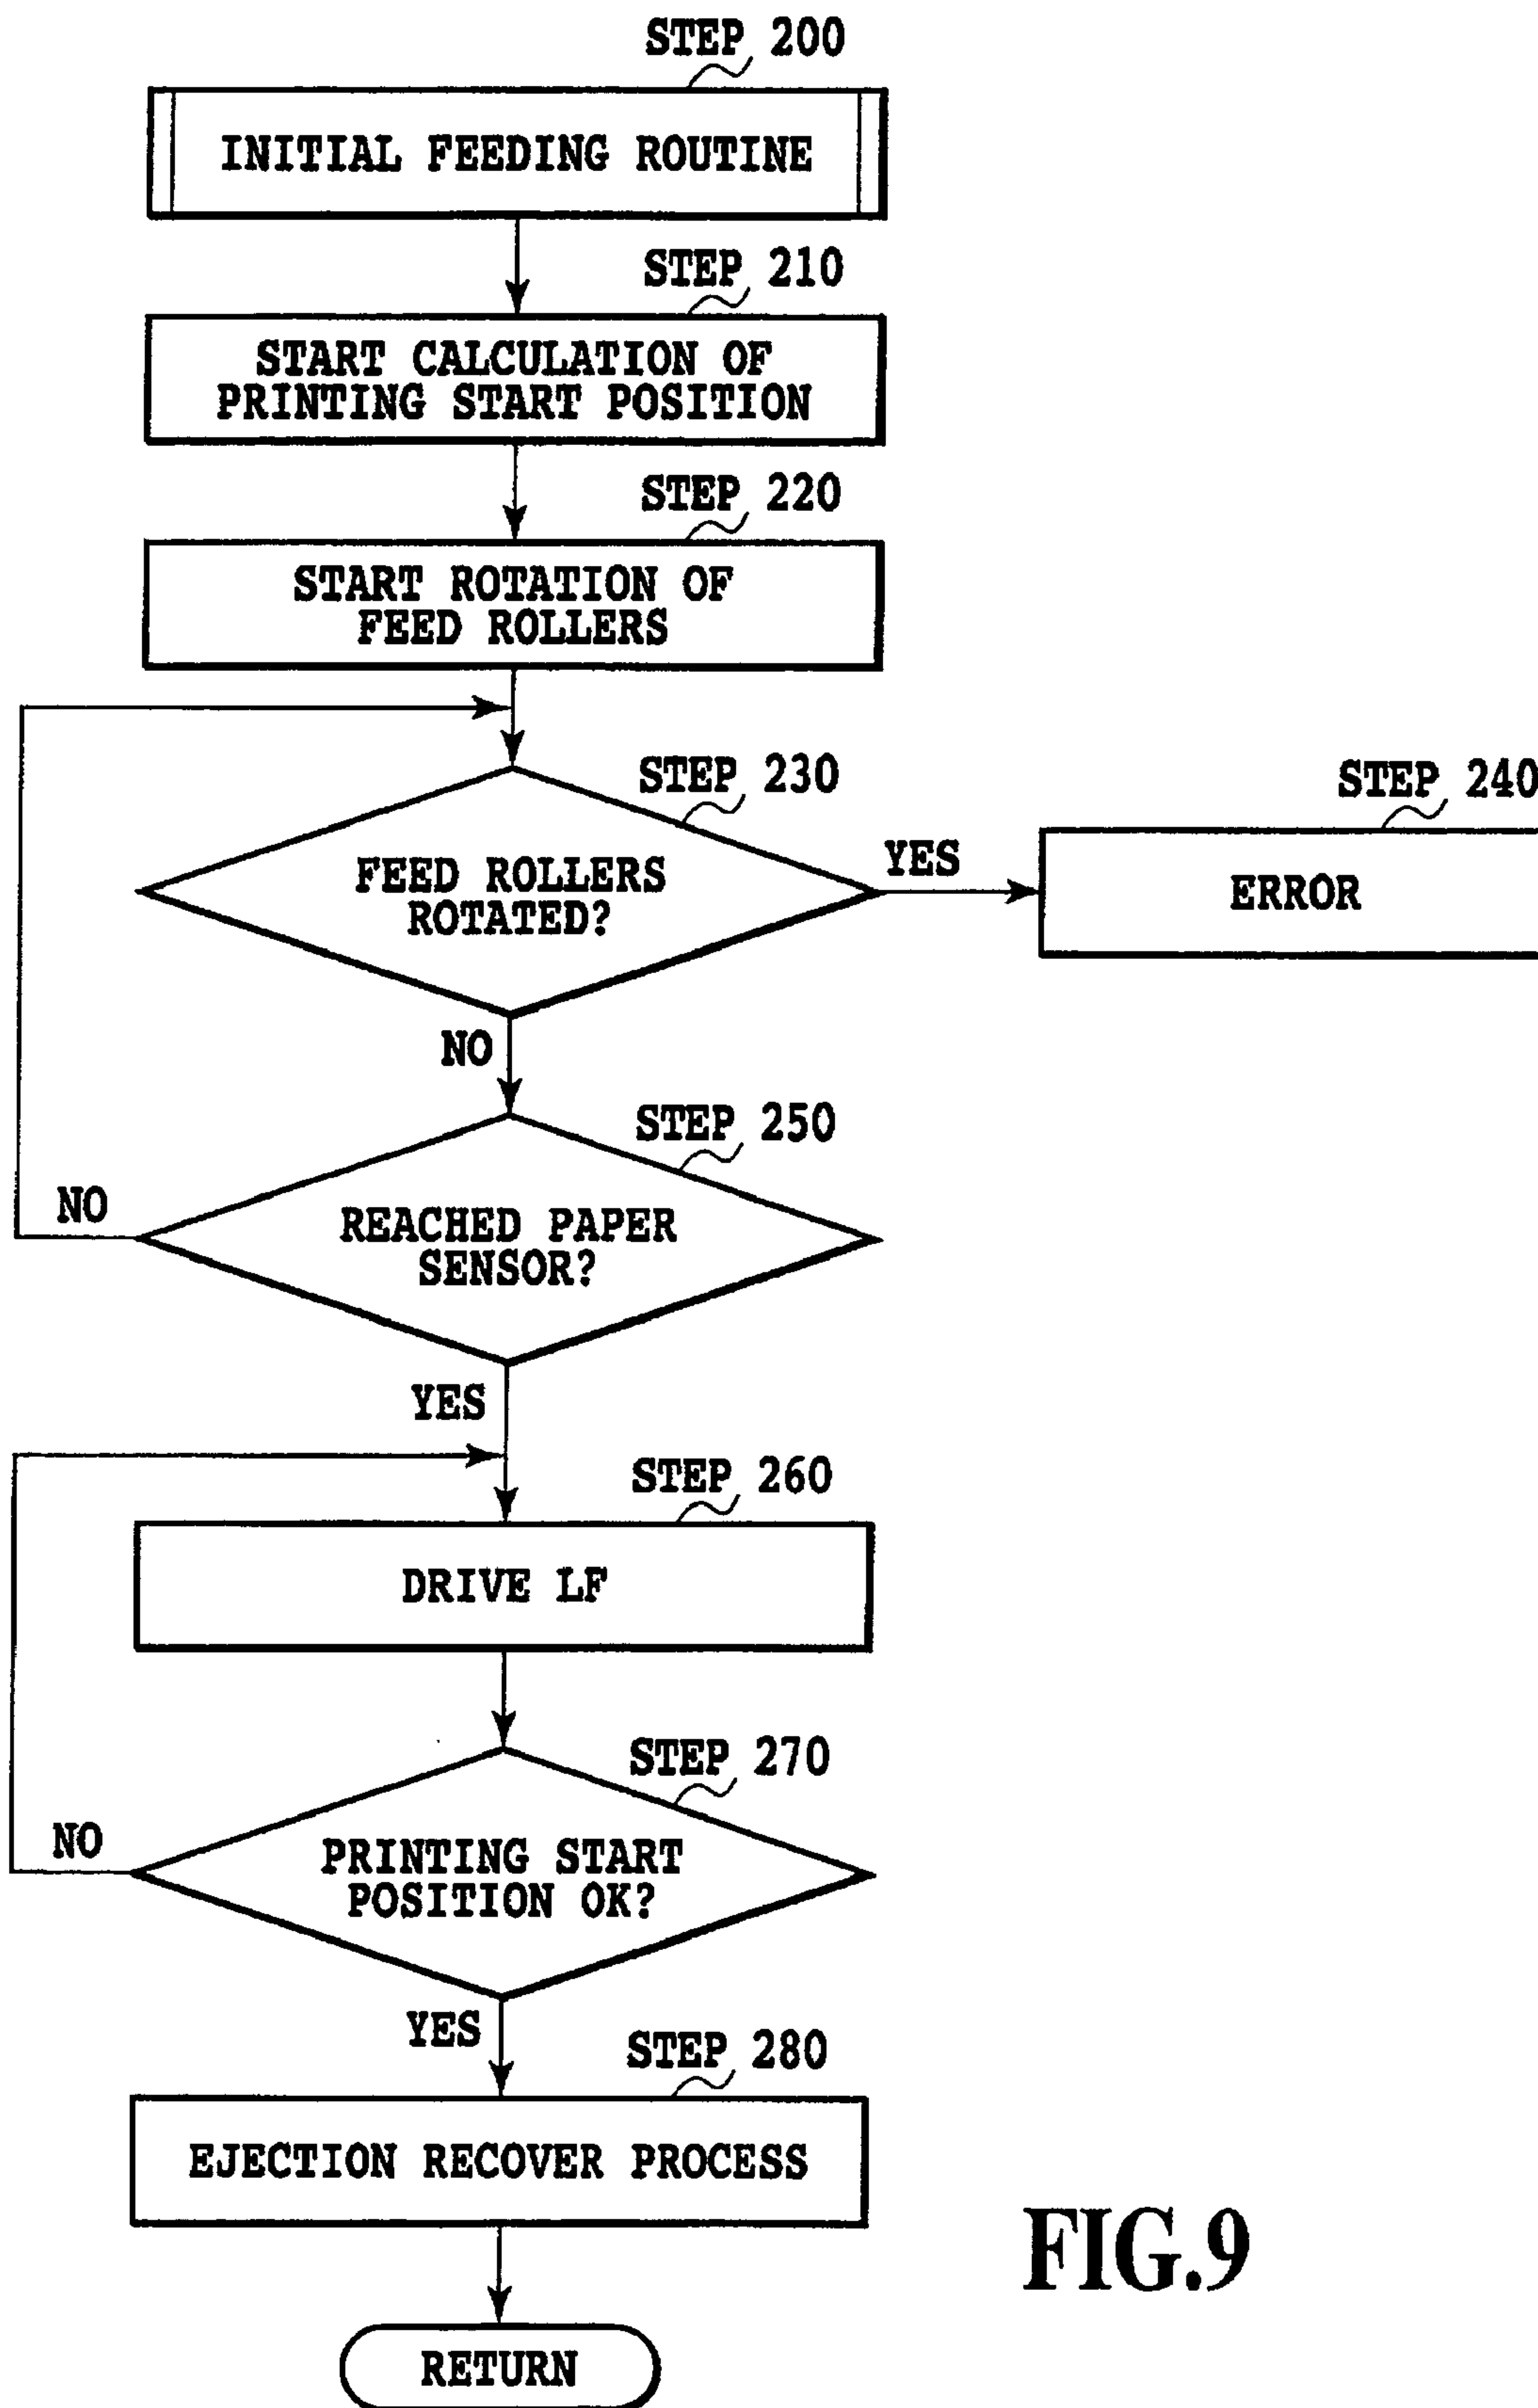 STEP 200
INITIAL FEEDING ROUTINE
STEP 210
START CALCULATION OF
PRINTING START POSITION
STEP 220
START ROTATION OF
FEED ROLLERS
STEP 230
FEED ROLLERS
ROTATED?
YES
STEP 240
ERROR
NO
STEP 250
REACHED PAPER
SENSOR?
NO
YES
STEP 260
DRIVE LF
STEP 270
PRINTING START
POSITION OK?
NO
YES
STEP 280
EJECTION RECOVER PROCESS
RETURN
FIG.9